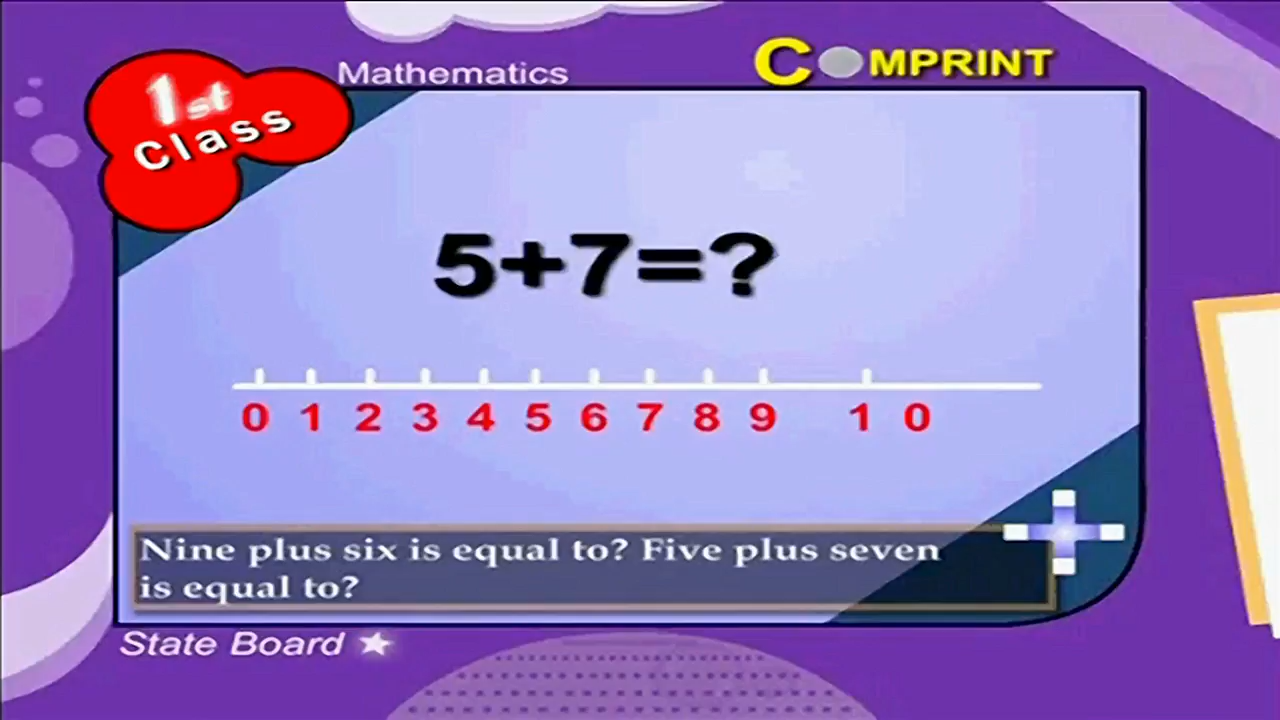 Mathematics
C MPRINT
1st
Class
5+7=?
0 1 2 3 4 5 6 7 8 9 1 0
Nine plus six is equal to? Five plus seven
is equal to?
State Board